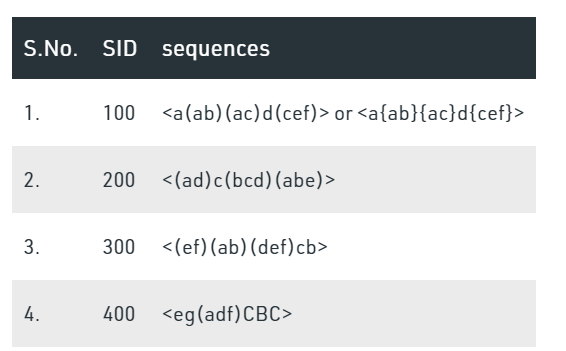 S.No. SID sequences
1. 100 <a(ab)(ac)d(cef)> or <a{ab}{ac}d{cef}>
2. 200 <(ad)c(bcd)(abe)>
3. 300 <(ef)(ab)(def)cb>
4. 400 <eg(adf)CBC>